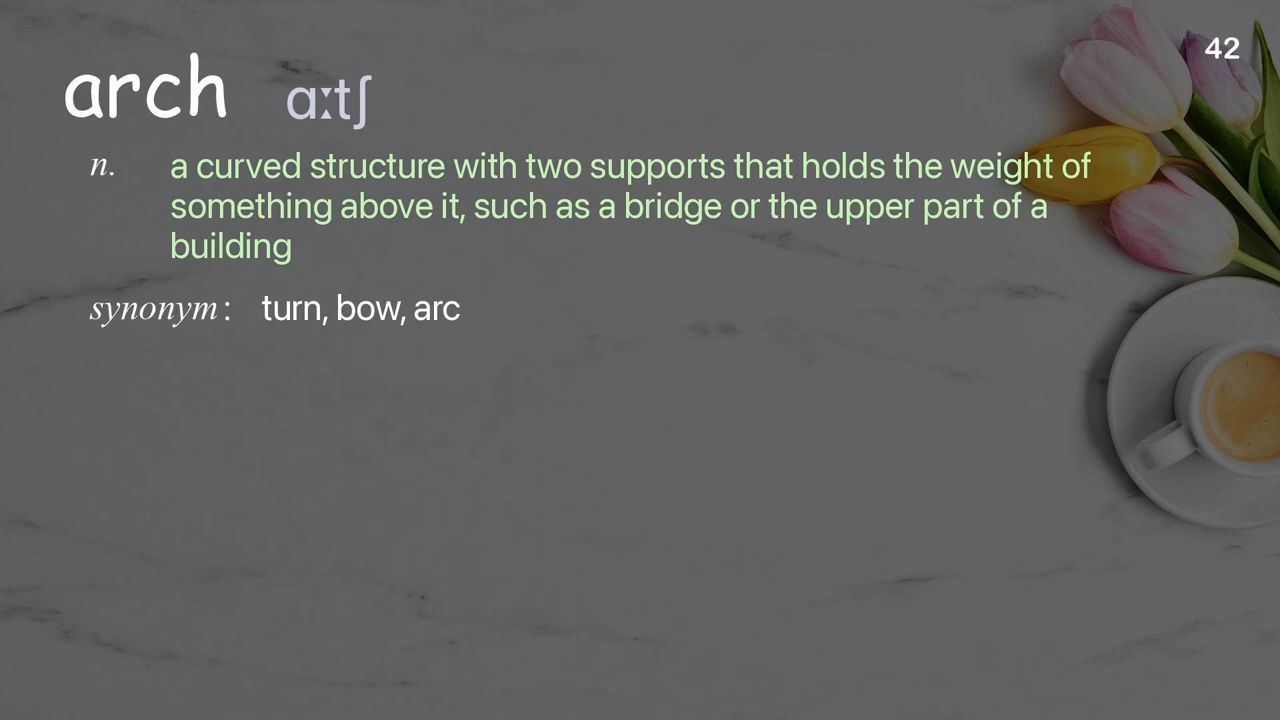 42
arch ɑːtʃ
n. a curved structure with two supports that holds the weight of
something above it, such as a bridge or the upper part of a
building
synonym: turn, bow, arc